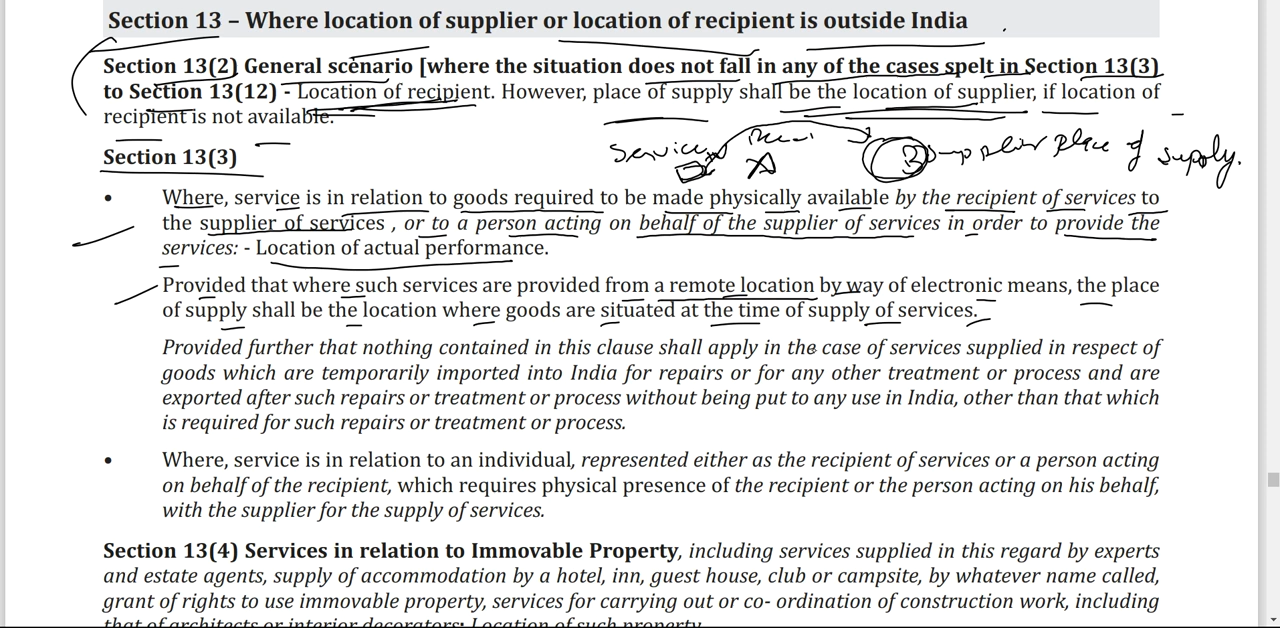 Section 13 – Where location of supplier or location of recipient is outside India
Section 13(2) General scenario [where the situation does not fall in any of the cases spelt in Section 13(3)
to Section 13(12) - Location of recipient. However, place of supply shall be the location of supplier, if location of
recipient is not available.
Service
A
B
supplier place of supply.
Section 13(3)
• Where, service is in relation to goods required to be made physically available by the recipient of services to
the supplier of services , or to a person acting on behalf of the supplier of services in order to provide the
services: - Location of actual performance.
Provided that where such services are provided from a remote location by way of electronic means, the place
of supply shall be the location where goods are situated at the time of supply of services.
Provided further that nothing contained in this clause shall apply in the case of services supplied in respect of
goods which are temporarily imported into India for repairs or for any other treatment or process and are
exported after such repairs or treatment or process without being put to any use in India, other than that which
is required for such repairs or treatment or process.
• Where, service is in relation to an individual, represented either as the recipient of services or a person acting
on behalf of the recipient, which requires physical presence of the recipient or the person acting on his behalf,
with the supplier for the supply of services.
Section 13(4) Services in relation to Immovable Property, including services supplied in this regard by experts
and estate agents, supply of accommodation by a hotel, inn, guest house, club or campsite, by whatever name called,
grant of rights to use immovable property, services for carrying out or co- ordination of construction work, including
that of architects or interior decorators: Location of such property